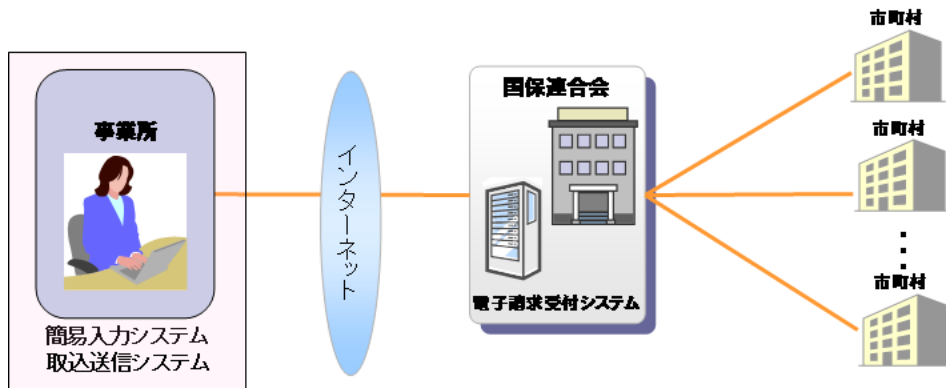 事業所
簡易入力システム
取込送信システム
インターネット
国保連合会
電子請求受付システム
市町村
市町村
市町村